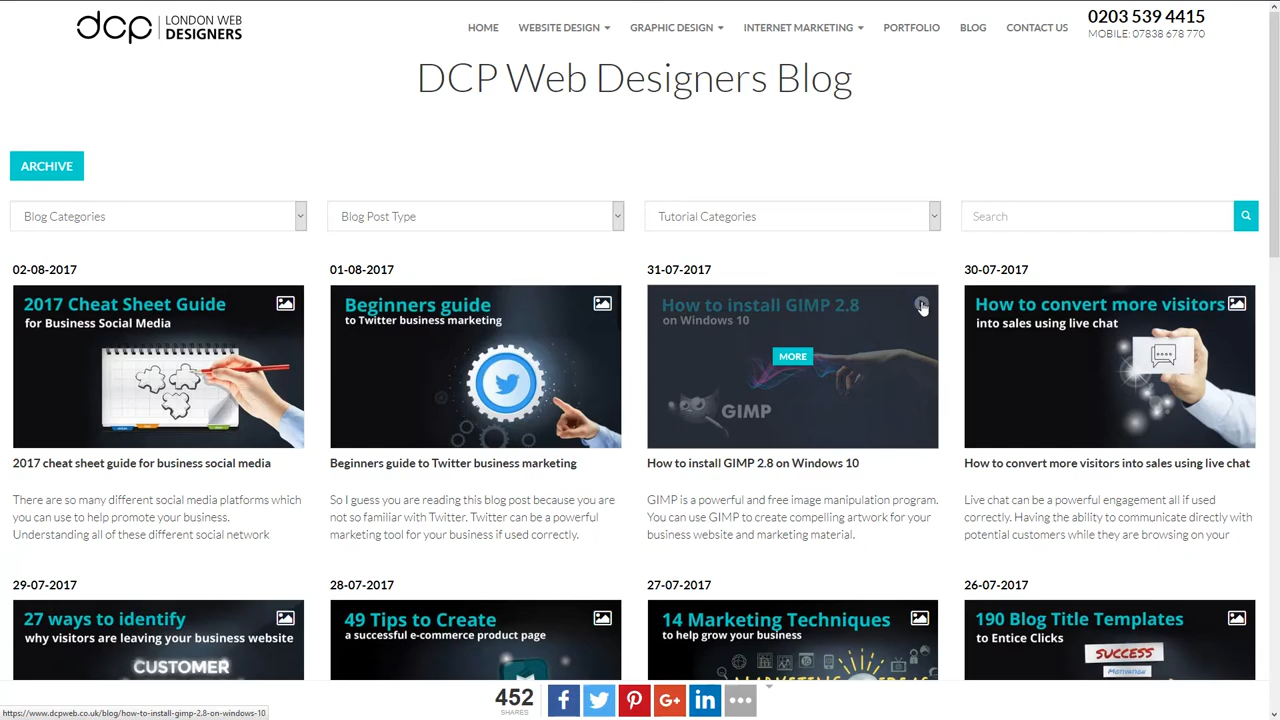 dcp LONDON WEB DESIGNERS
HOME WEBSITE DESIGN GRAPHIC DESIGN INTERNET MARKETING PORTFOLIO BLOG CONTACT US
0203 539 4415
MOBILE: 07838 678 770
DCP Web Designers Blog
ARCHIVE
Blog Categories Blog Post Type Tutorial Categories Search
02-08-2017
2017 Cheat Sheet Guide
for Business Social Media
2017 cheat sheet guide for business social media
There are so many different social media platforms which
you can use to help promote your business.
Understanding all of these different social network
01-08-2017
Beginners guide
to Twitter business marketing
Beginners guide to Twitter business marketing
So I guess you are reading this blog post because you are
not so familiar with Twitter. Twitter can be a powerful
marketing tool for your business if used correctly.
31-07-2017
How to install GIMP 2.8
on Windows 10
MORE
GIMP
How to install GIMP 2.8 on Windows 10
GIMP is a powerful and free image manipulation program.
You can use GIMP to create compelling artwork for your
business website and marketing material.
30-07-2017
How to convert more visitors
into sales using live chat
How to convert more visitors into sales using live chat
Live chat can be a powerful engagement all if used
correctly. Having the ability to communicate directly with
potential customers while they are browsing on your
29-07-2017
27 ways to identify
why visitors are leaving your business website
CUSTOMER
28-07-2017
49 Tips to Create
a successful e-commerce product page
27-07-2017
14 Marketing Techniques
to help grow your business
26-07-2017
190 Blog Title Templates
to Entice Clicks
SUCCESS
MOTIVATION
452
SHARES
https://www.dcpweb.co.uk/blog/how-to-install-gimp-2.8-on-windows-10